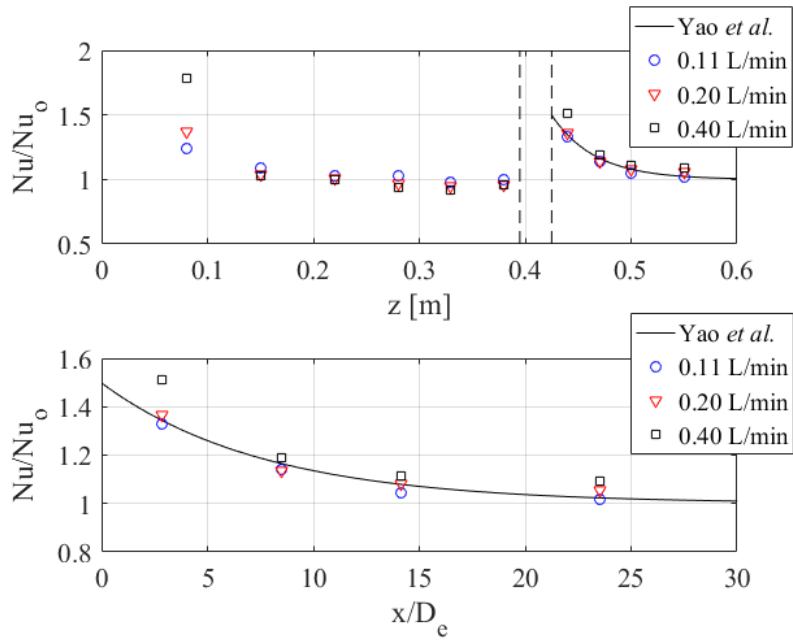 Yao et al.
0.11 L/min
0.20 L/min
0.40 L/min
Nu/Nuo
2
1.5
1
0.5
0
0.1
0.2
0.3
0.4
0.5
0.6
z [m]
Yao et al.
0.11 L/min
0.20 L/min
0.40 L/min
Nu/Nuo
1.6
1.4
1.2
1
0.8
0
5
10
15
20
25
30
x/De